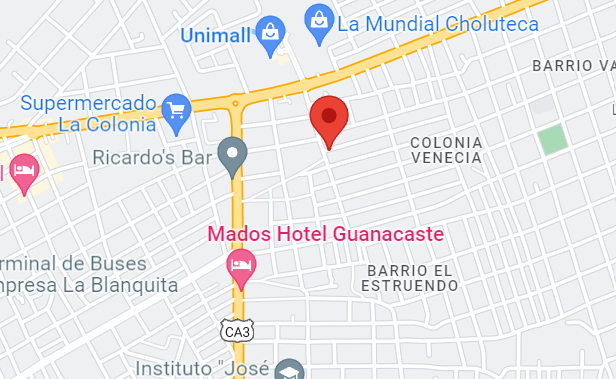 La Mundial Choluteca
Unimall
BARRIO VA
Supermercado
La Colonia
Ricardo's Bar
COLONIA
VENECIA
Mados Hotel Guanacaste
rminal de Buses
mpresa La Blanquita
BARRIO EL
ESTRUENDO
CA3
Instituto "José